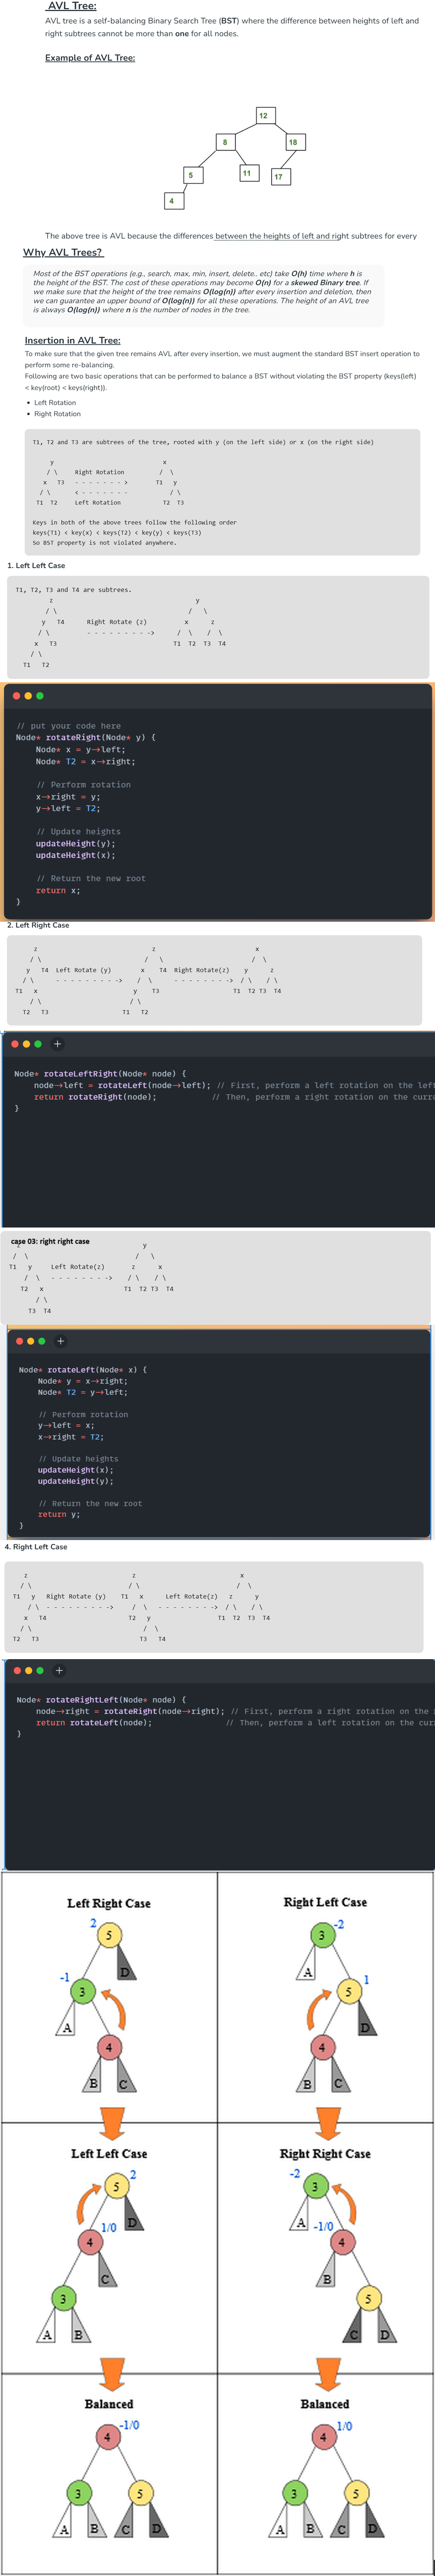 AVL Tree:
AVL tree is a self-balancing Binary Search Tree (BST) where the difference between heights of left and
right subtrees cannot be more than one for all nodes.
Example of AVL Tree:
12
8 18
5 11 17
4
The above tree is AVL because the differences between the heights of left and right subtrees for every
Why AVL Trees?
Most of the BST operations (e.g., search, max, min, insert, delete.. etc) take O(h) time where h is
the height of the BST. The cost of these operations may become O(n) for a skewed Binary tree. If
we make sure that the height of the tree remains O(log(n)) after every insertion and deletion, then
we can guarantee an upper bound of O(log(n)) for all these operations. The height of an AVL tree
is always O(log(n)) where n is the number of nodes in the tree.
Insertion in AVL Tree:
To make sure that the given tree remains AVL after every insertion, we must augment the standard BST insert operation to
perform some re-balancing.
Following are two basic operations that can be performed to balance a BST without violating the BST property (keys(left)
< key(root) < keys(right)).
• Left Rotation
• Right Rotation
T1, T2 and T3 are subtrees of the tree, rooted with y (on the left side) or x (on the right side)
y x
/ \ Right Rotation / \
x T3 - - - - - - - > T1 y
/ \ < - - - - - - - / \
T1 T2 Left Rotation T2 T3
Keys in both of the above trees follow the following order
keys(T1) < key(x) < keys(T2) < key(y) < keys(T3)
So BST property is not violated anywhere.
1. Left Left Case
T1, T2, T3 and T4 are subtrees.
z y
/ \ / \
y T4 Right Rotate (z) x z
/ \ - - - - - - - - -> / \ / \
x T3 T1 T2 T3 T4
/ \
T1 T2
// put your code here
Node* rotateRight(Node* y) {
Node* x = y->left;
Node* T2 = x->right;
// Perform rotation
x->right = y;
y->left = T2;
// Update heights
updateHeight(y);
updateHeight(x);
// Return the new root
return x;
}
2. Left Right Case
z z x
/ \ / \ / \
y T4 Left Rotate (y) x T4 Right Rotate(z) y z
/ \ - - - - - - - - -> / \ - - - - - - - -> / \ / \
T1 x y T3 T1 T2 T3 T4
/ \ / \
T2 T3 T1 T2
+
Node* rotateLeftRight(Node* node) {
node->left = rotateLeft(node->left); // First, perform a left rotation on the left
return rotateRight(node); // Then, perform a right rotation on the curre
}
case 03: right right case
z y
/ \ / \
T1 y Left Rotate(z) z x
/ \ - - - - - - - -> / \ / \
T2 x T1 T2 T3 T4
/ \
T3 T4
+
Node* rotateLeft(Node* x) {
Node* y = x->right;
Node* T2 = y->left;
// Perform rotation
y->left = x;
x->right = T2;
// Update heights
updateHeight(x);
updateHeight(y);
// Return the new root
return y;
}
4. Right Left Case
z z x
/ \ / \ / \
T1 y Right Rotate (y) T1 x Left Rotate(z) z y
/ \ - - - - - - - - -> / \ - - - - - - - -> / \ / \
x T4 T2 y T1 T2 T3 T4
/ \ / \
T2 T3 T3 T4
+
Node* rotateRightLeft(Node* node) {
node->right = rotateRight(node->right); // First, perform a right rotation on the
return rotateLeft(node); // Then, perform a left rotation on the curr
}
Left Right Case
2
5
D
-1
3
A
4
B C
Right Left Case
-2
3
A
1
5
D
4
B C
Left Left Case
2
5
D
1/0
4
C
3
A B
Right Right Case
-2
3
A
-1/0
4
B
5
C D
Balanced
-1/0
4
3 5
A B C D
Balanced
1/0
4
3 5
A B C D